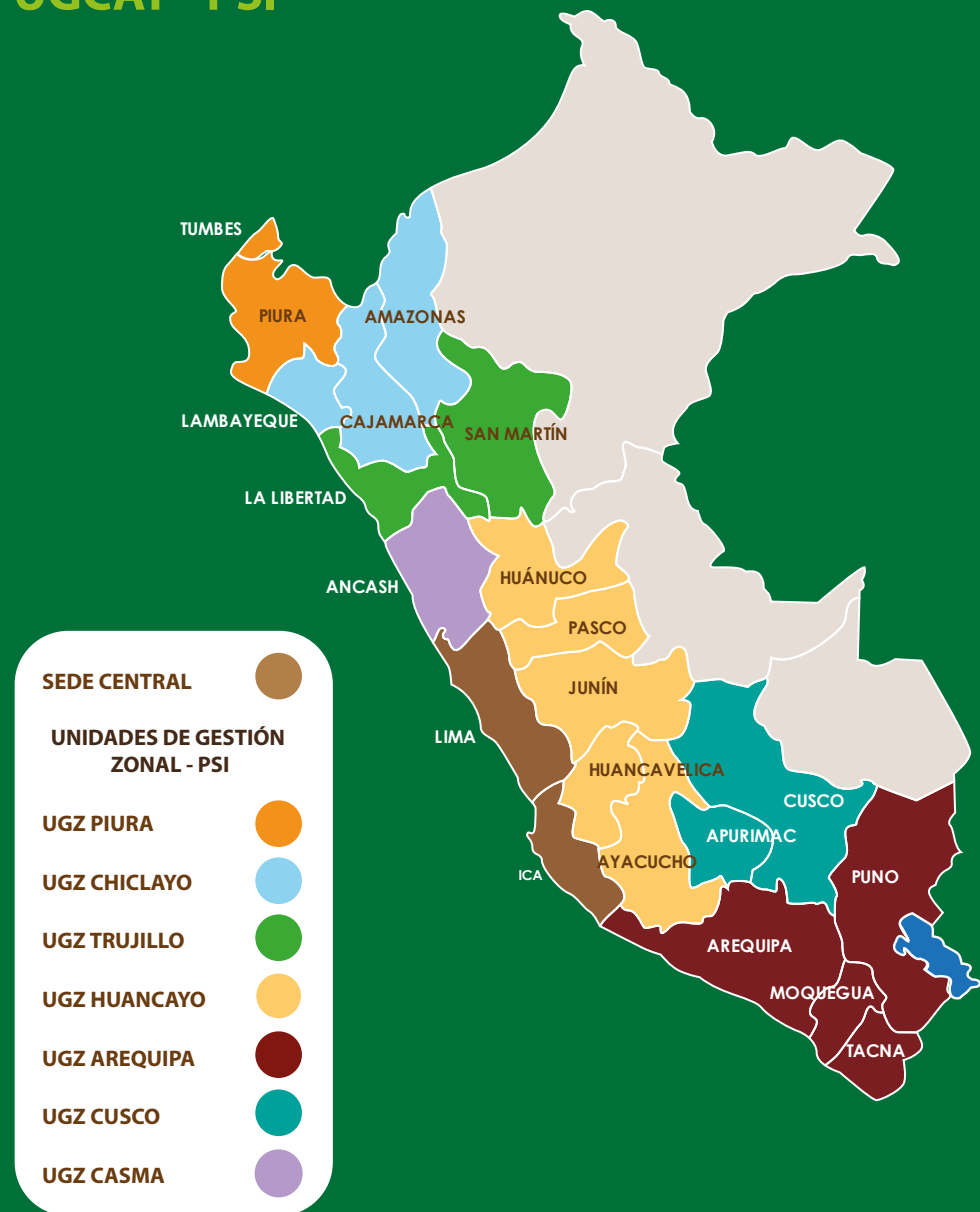 UGCAT - PSI
TUMBES
PIURA
AMAZONAS
LAMBAYEQUE
CAJAMARCA
SAN MARTÍN
LA LIBERTAD
ANCASH
HUÁNUCO
PASCO
JUNÍN
LIMA
HUANCAVELICA
CUSCO
APURIMAC
AYACUCHO
ICA
PUNO
AREQUIPA
MOQUEGUA
TACNA
SEDE CENTRAL
UNIDADES DE GESTIÓN
ZONAL - PSI
UGZ PIURA
UGZ CHICLAYO
UGZ TRUJILLO
UGZ HUANCAYO
UGZ AREQUIPA
UGZ CUSCO
UGZ CASMA